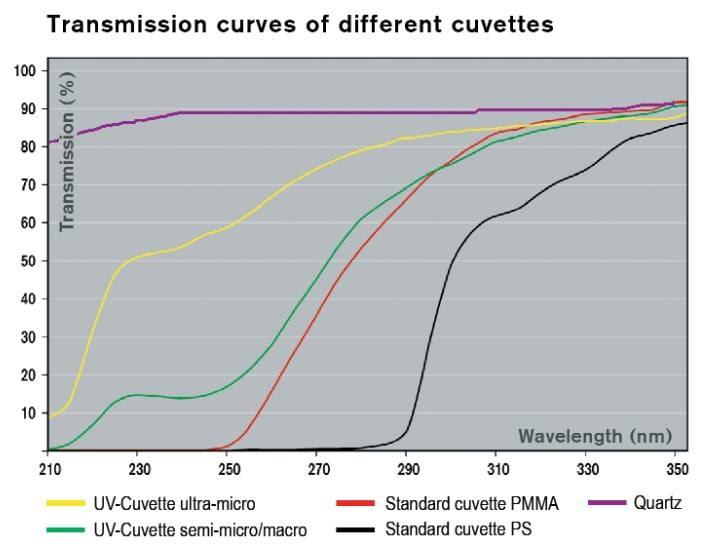 Transmission curves of different cuvettes
100
90
80
70
60
50
40
30
20
10
Transmission (%)
Wavelength (nm)
210 230 250 270 290 310 330 350
UV-Cuvette ultra-micro Standard cuvette PMMA Quartz
UV-Cuvette semi-micro/macro Standard cuvette PS